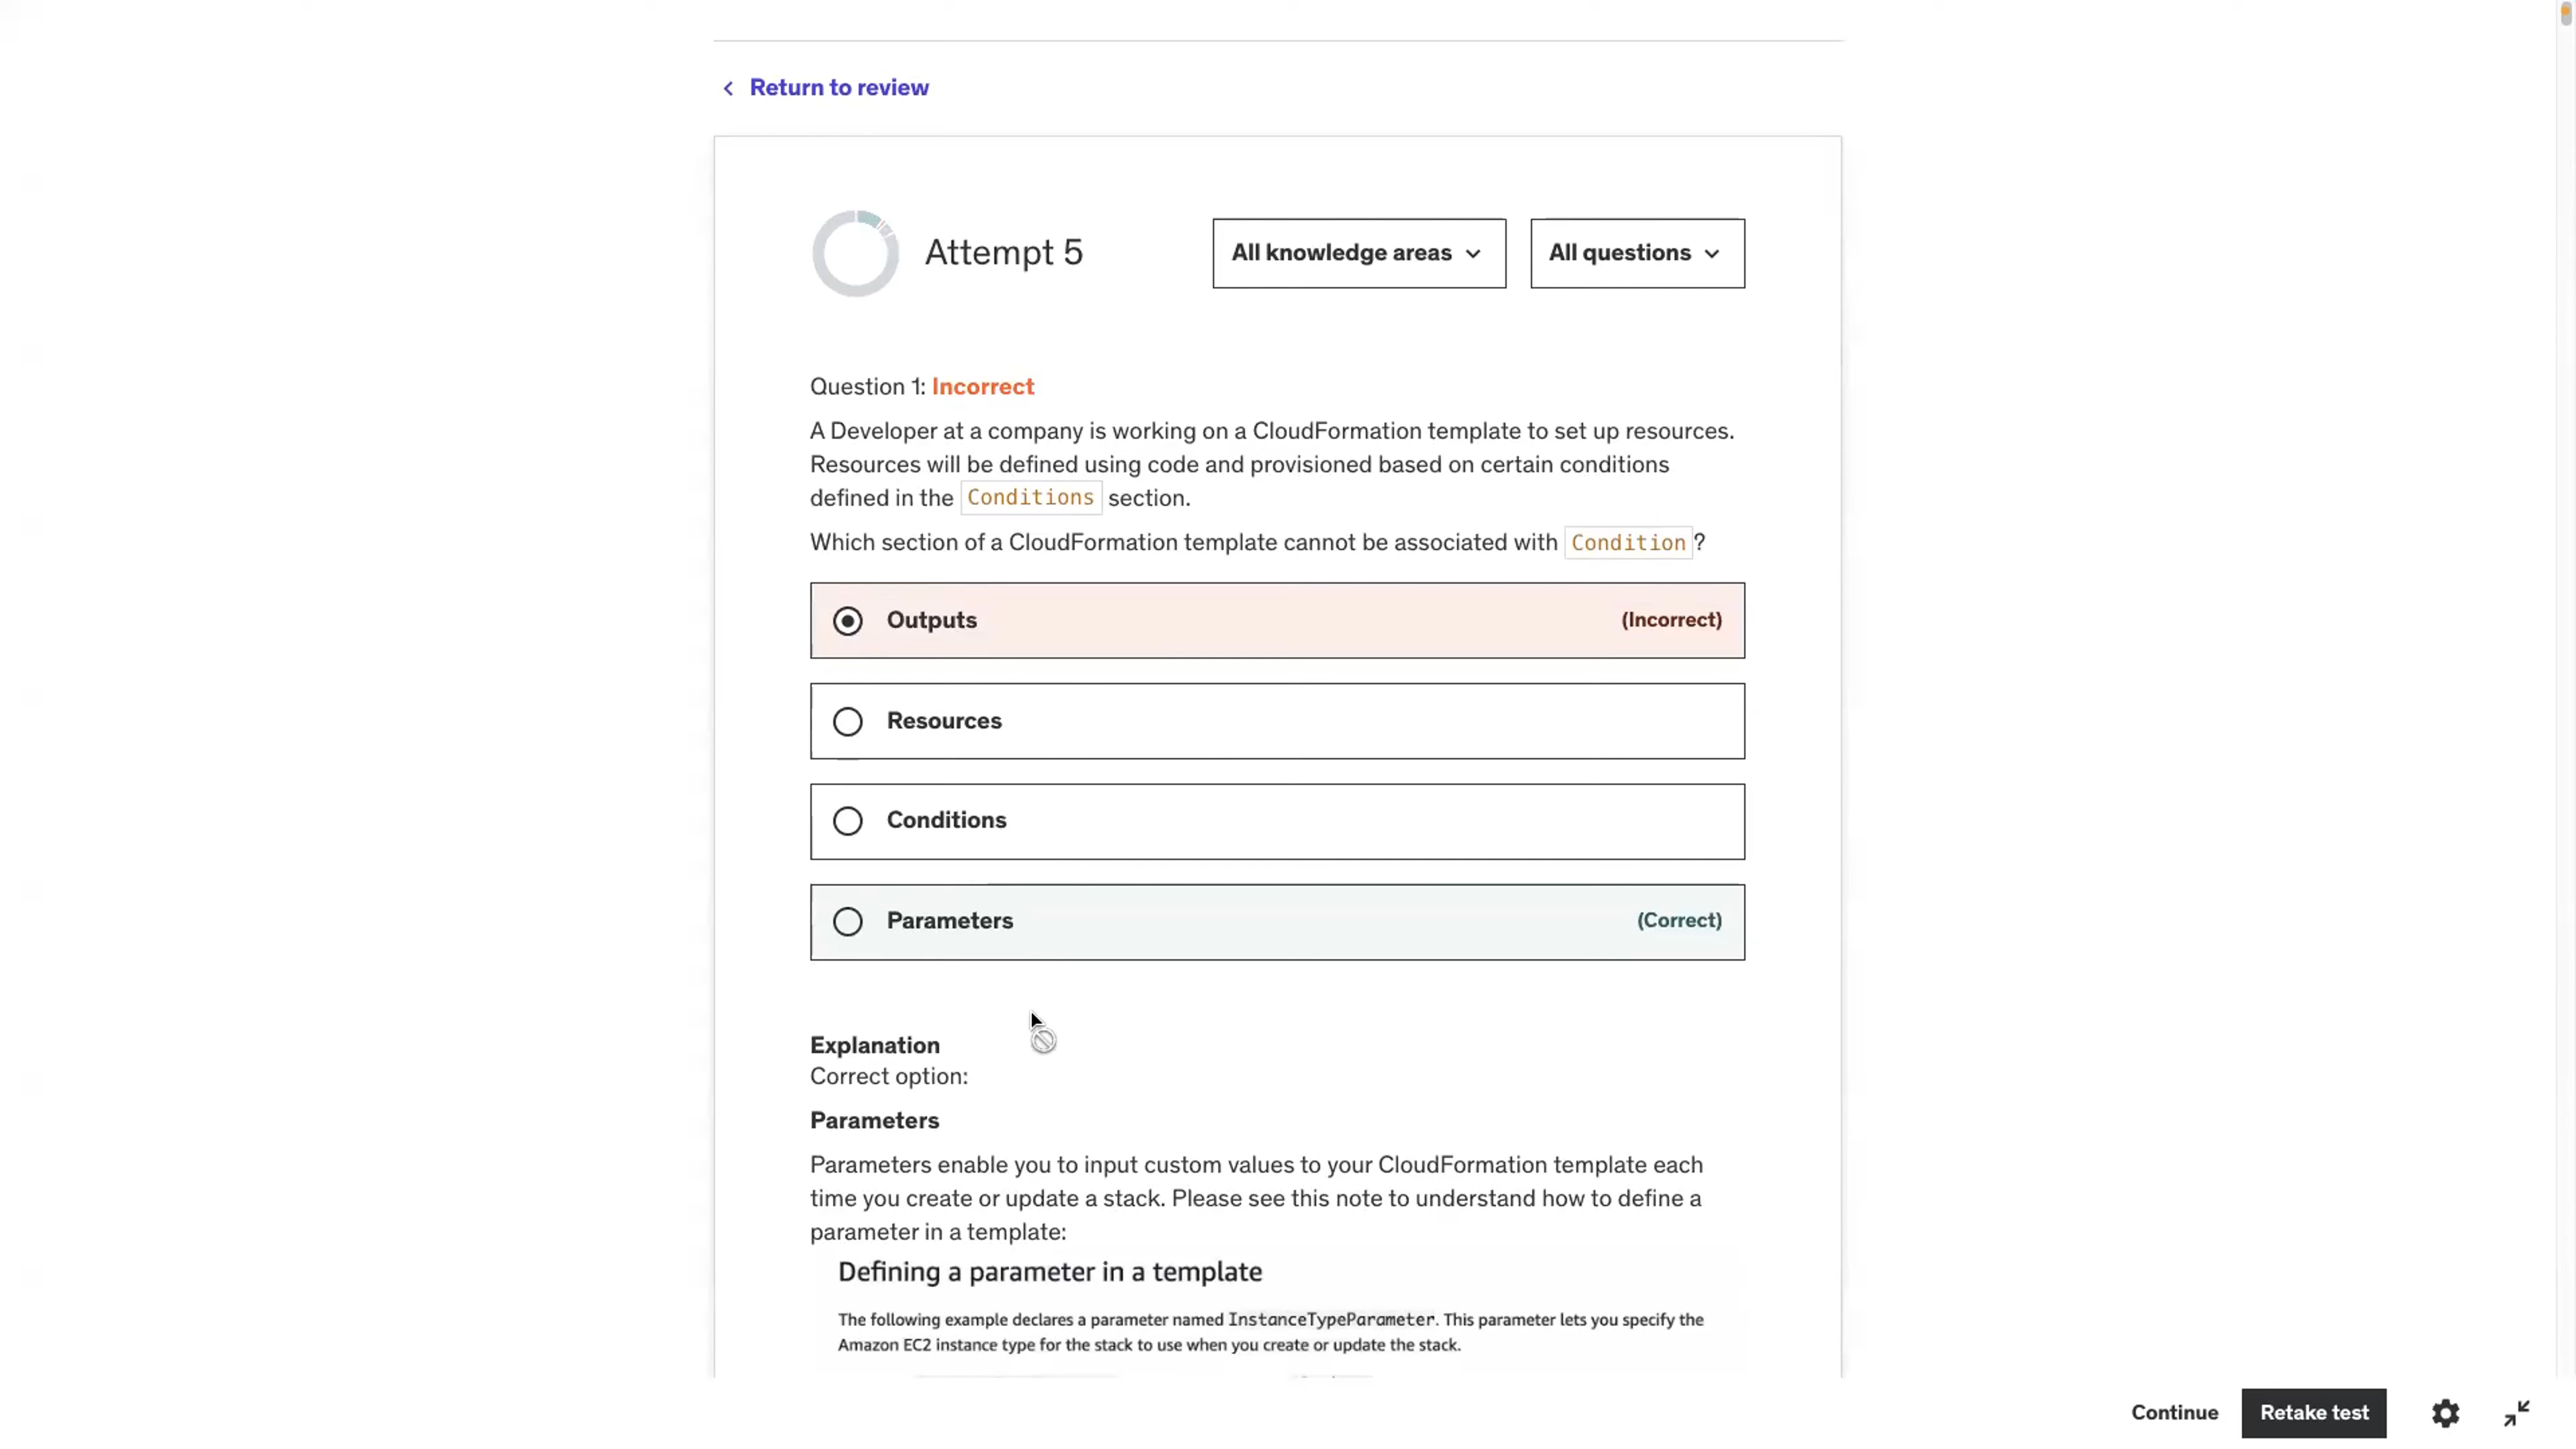 Return to review
Attempt 5
All knowledge areas
All questions
Question 1: Incorrect
A Developer at a company is working on a CloudFormation template to set up resources.
Resources will be defined using code and provisioned based on certain conditions
defined in the Conditions section.
Which section of a CloudFormation template cannot be associated with Condition?
Outputs (Incorrect)
Resources
Conditions
Parameters (Correct)
Explanation
Correct option:
Parameters
Parameters enable you to input custom values to your CloudFormation template each
time you create or update a stack. Please see this note to understand how to define a
parameter in a template:
Defining a parameter in a template
The following example declares a parameter named InstanceTypeParameter. This parameter lets you specify the
Amazon EC2 instance type for the stack to use when you create or update the stack.
Continue
Retake test